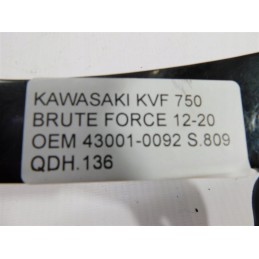 KAWASAKI KVF 750
BRUTE FORCE 12-20
OEM 43001-0092 S.809
QDH.136